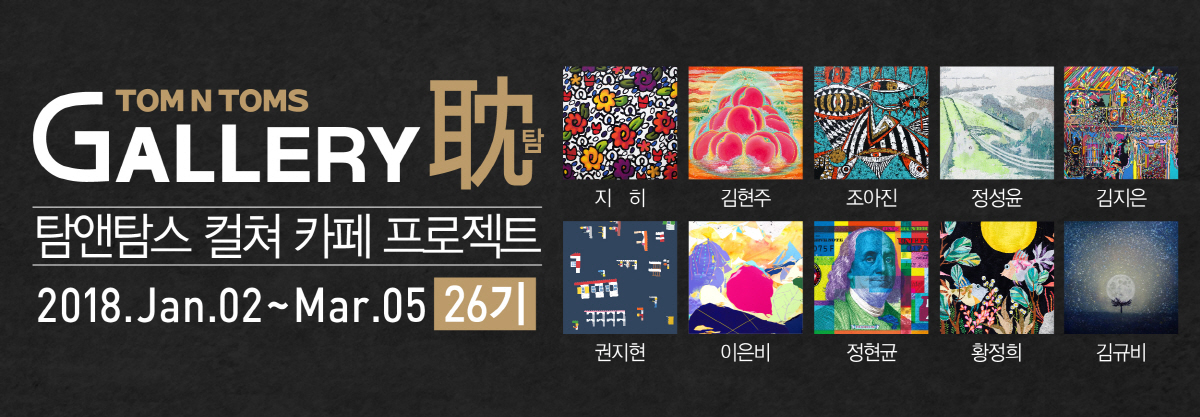 TOM N TOMS
GALLERY 耽 탐
탐앤탐스 컬쳐 카페 프로젝트
2018.Jan.02~Mar.05 26기
지 히
김현주
조아진
정성윤
김지은
권지현
이은비
정현균
황정희
김규비